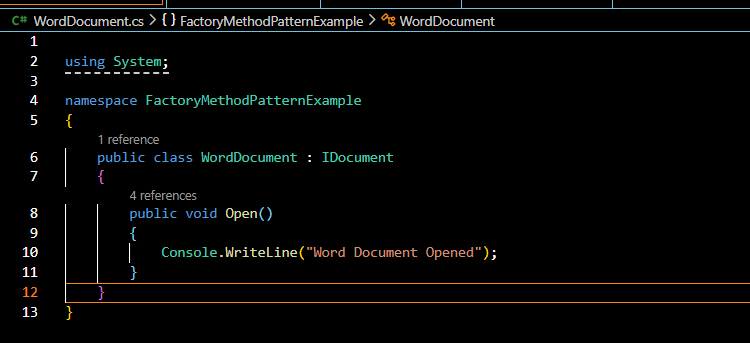 C# WordDocument.cs > {} FactoryMethodPatternExample > WordDocument
1
2 using System;
3
4 namespace FactoryMethodPatternExample
5 {
1 reference
6 public class WordDocument : IDocument
7 {
4 references
8 public void Open()
9 {
10 Console.WriteLine("Word Document Opened");
11 }
12 }
13 }